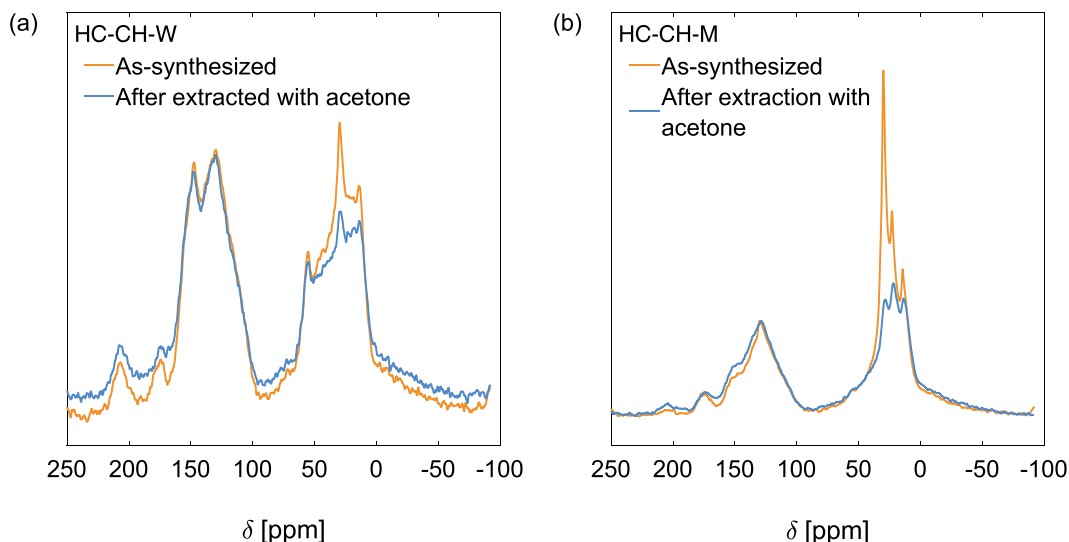 (a)
HC-CH-W
As-synthesized
After extracted with acetone
250 200 150 100 50 0 -50 -100
δ [ppm]
(b)
HC-CH-M
As-synthesized
After extraction with
acetone
250 200 150 100 50 0 -50 -100
δ [ppm]